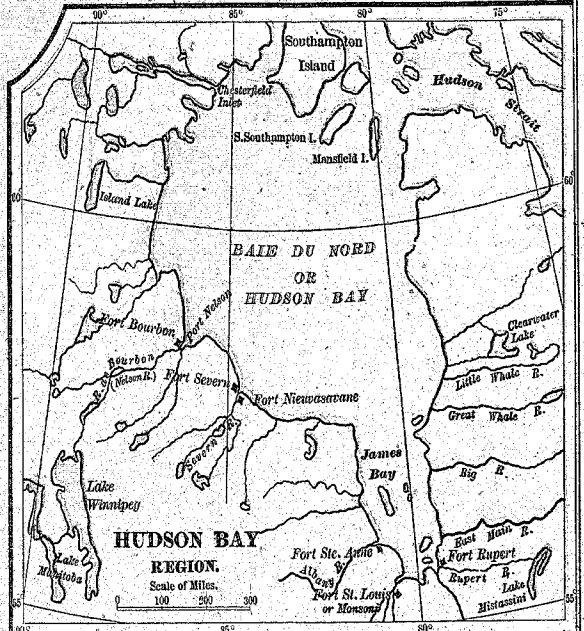 90°
85°
80°
75°
Southampton
Island
Hudson
Strait
Chesterfield
Inlet
S. Southampton I.
Mansfield I.
60
60°
Island Lake
BAIE DU NORD
OR
HUDSON BAY
Port Nelson
Fort Bourbon
Clearwater
Lake
R. au Bourbon
(Nelson R.)
Fort Severn
Little Whale R.
Fort Nieuwasavane
Great Whale R.
Severn R.
James
Bay
Big R.
Lake
Winnipeg
HUDSON BAY
REGION.
Scale of Miles.
0 100 200 300
East Main R.
Fort Ste. Anne
Fort Rupert
Lake
Manitoba
Albany R.
Rupert R.
Fort St. Louis
or Monsoni
Lake
Mistassini
55
55°
90°
85
80°